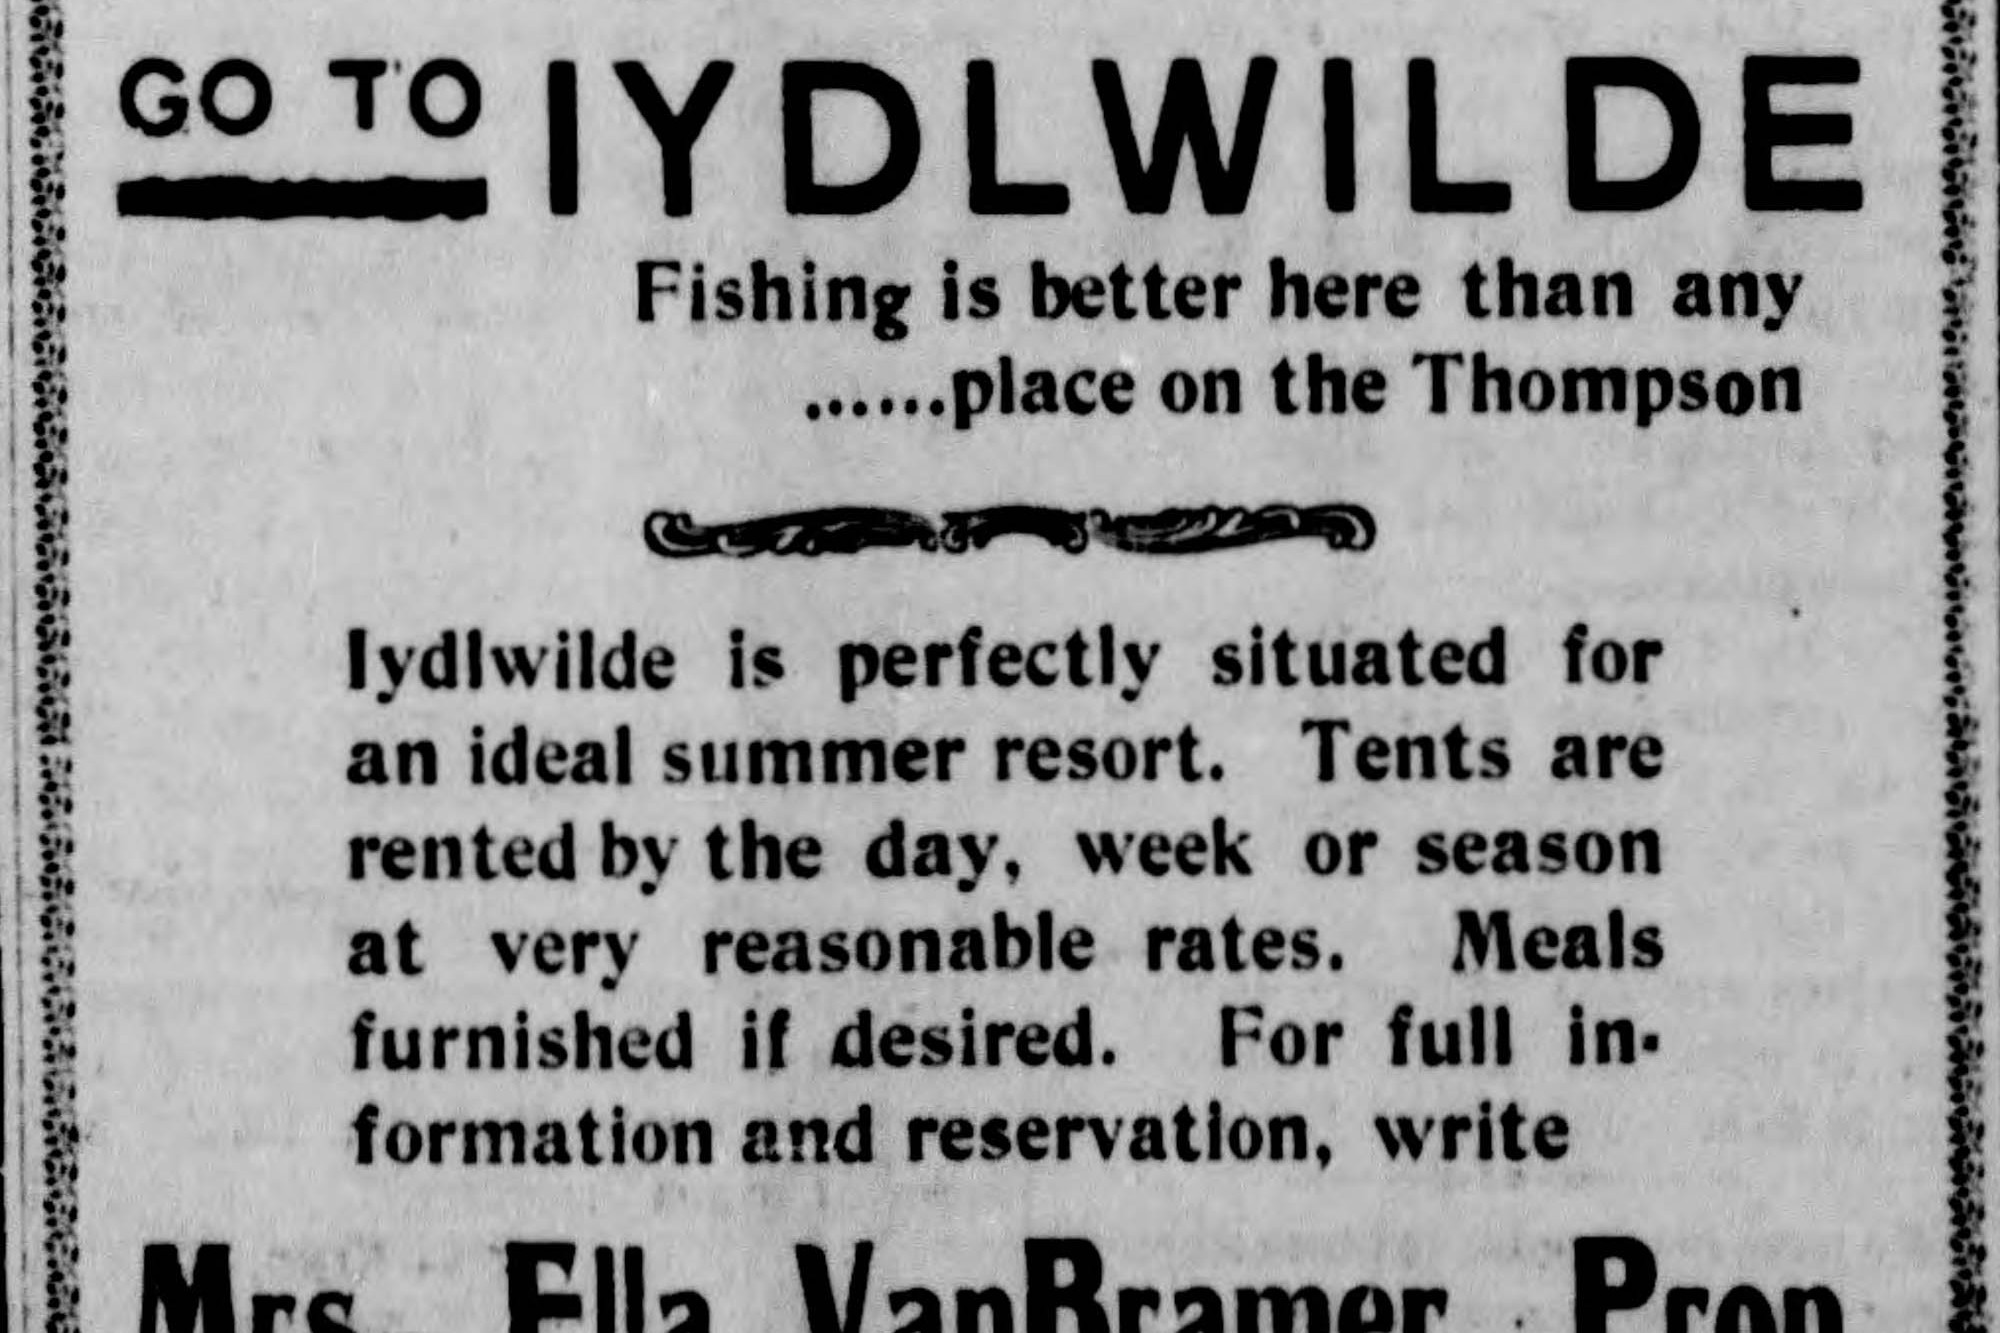 GO TO IYDLWILDE
Fishing is better here than any
......place on the Thompson
Iydlwilde is perfectly situated for
an ideal summer resort. Tents are
rented by the day, week or season
at very reasonable rates. Meals
furnished if desired. For full in-
formation and reservation, write
Mrs. Ella VanBramer, Prop